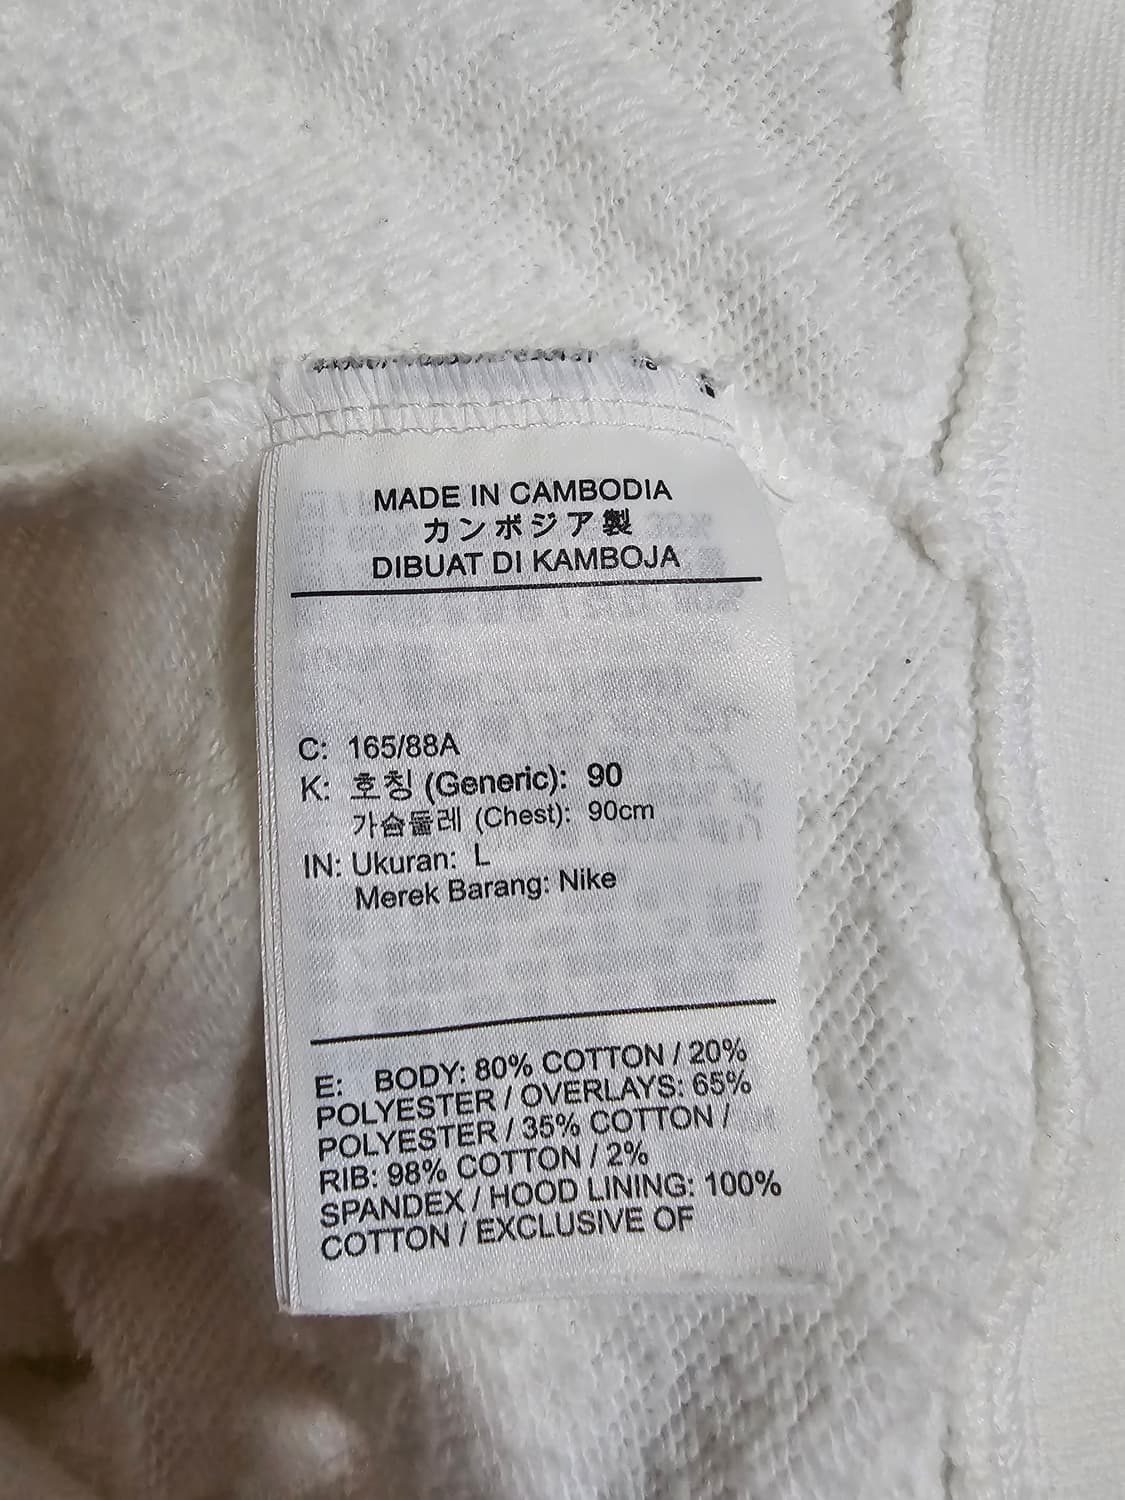 MADE IN CAMBODIA
カンボジア製
DIBUAT DI KAMBOJA
C: 165/88A
K: 호칭 (Generic): 90
가슴둘레 (Chest): 90cm
IN: Ukuran: L
Merek Barang: Nike
E: BODY: 80% COTTON / 20%
POLYESTER / OVERLAYS: 65%
POLYESTER / 35% COTTON /
RIB: 98% COTTON / 2%
SPANDEX / HOOD LINING: 100%
COTTON / EXCLUSIVE OF